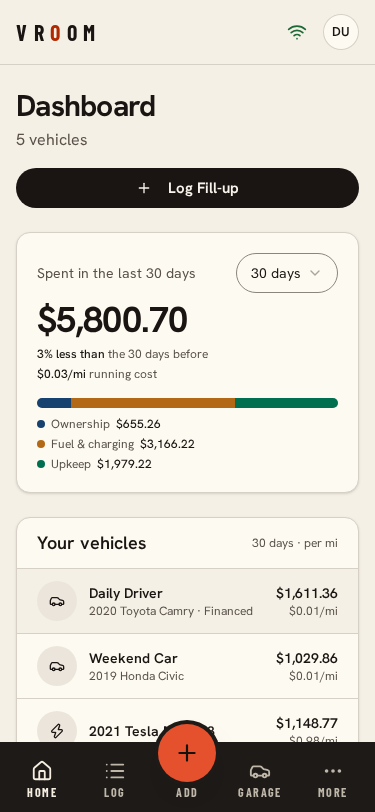 VROOM
DU
Dashboard
5 vehicles
+ Log Fill-up
Spent in the last 30 days
30 days
$5,800.70
3% less than the 30 days before
$0.03/mi running cost
Ownership $655.26
Fuel & charging $3,166.22
Upkeep $1,979.22
Your vehicles
30 days · per mi
Daily Driver
$1,611.36
2020 Toyota Camry · Financed
$0.01/mi
Weekend Car
$1,029.86
2019 Honda Civic
$0.01/mi
2021 Tesla
$1,148.77
$0.98/mi
HOME
LOG
ADD
GARAGE
MORE